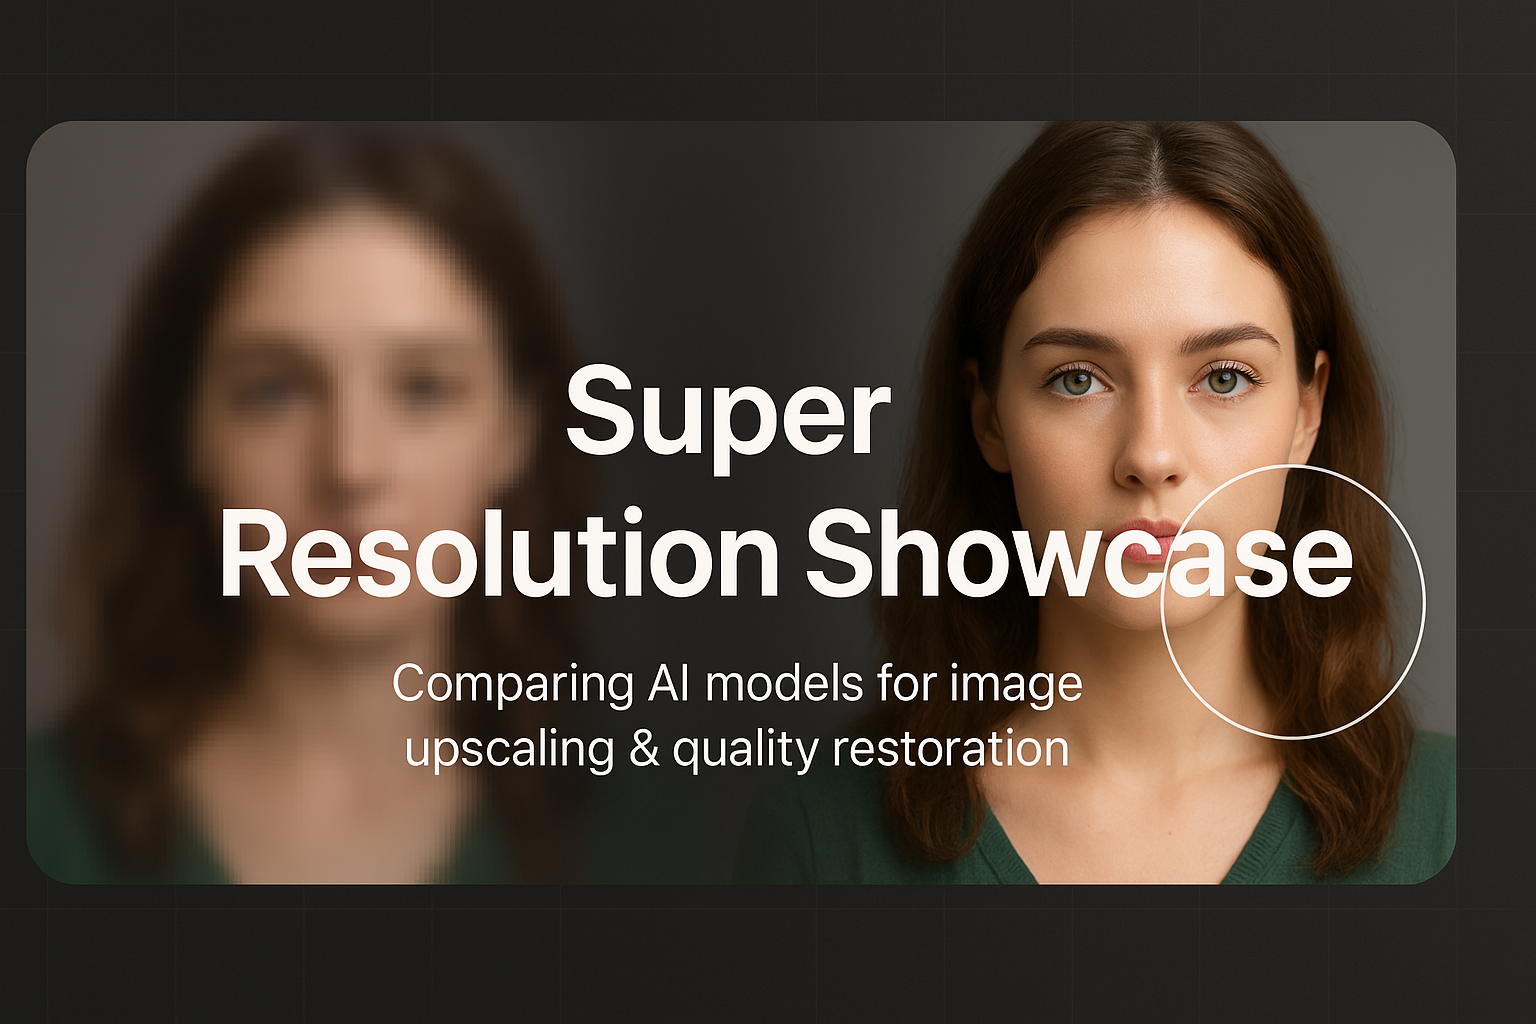 Super
Resolution Showcase
Comparing AI models for image
upscaling & quality restoration